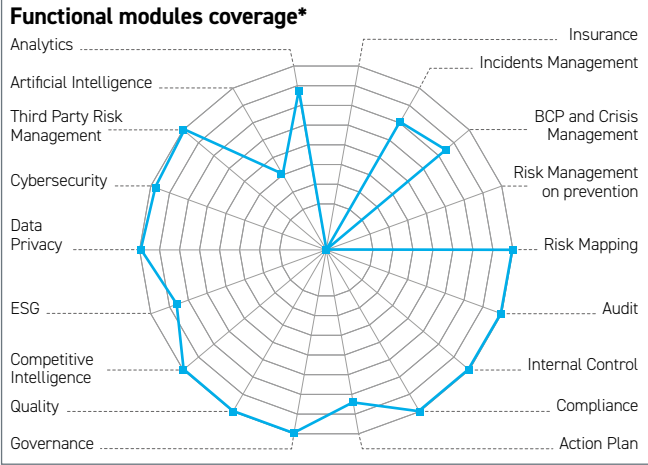 Functional modules coverage*
Analytics
Artificial Intelligence
Third Party Risk
Management
Cybersecurity
Data
Privacy
ESG
Competitive
Intelligence
Quality
Governance
Insurance
Incidents Management
BCP and Crisis
Management
Risk Management
on prevention
Risk Mapping
Audit
Internal Control
Compliance
Action Plan